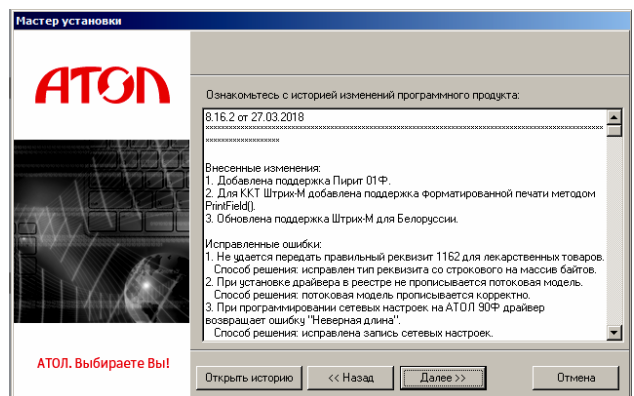 Мастер установки
АТОЛ
Ознакомьтесь с историей изменений программного продукта:
8.16.2 от 27.03.2018
Внесенные изменения:
1. Добавлена поддержка Пирит 01Ф.
2. Для ККТ Штрих-М добавлена поддержка форматированной печати методом
PrintField().
3. Обновлена поддержка Штрих-М для Белоруссии.
Исправленные ошибки:
1. Не удается передать правильный реквизит 1162 для лекарственных товаров.
Способ решения: исправлен тип реквизита со строкового на массив байтов.
2. При установке драйвера в реестре не прописывается потоковая модель.
Способ решения: потоковая модель прописывается корректно.
3. При программировании сетевых настроек на АТОЛ 90Ф драйвер
возвращает ошибку "Неверная длина".
Способ решения: исправлена запись сетевых настроек.
АТОЛ. Выбираете Вы!
Открыть историю
<< Назад
Далее >>
Отмена